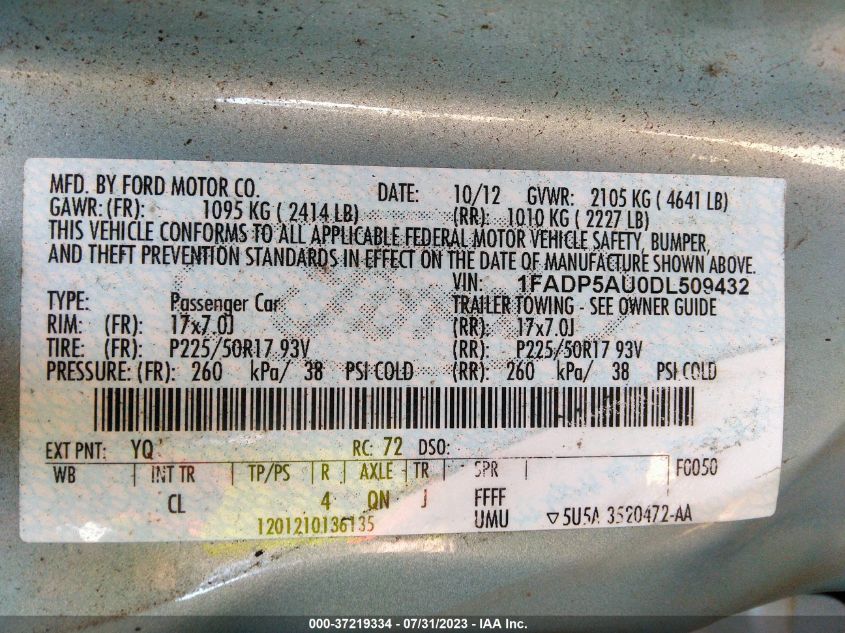 MFD. BY FORD MOTOR CO. DATE: 10/12 GVWR: 2105 KG ( 4641 LB)
GAWR: (FR): 1095 KG ( 2414 LB) (RR): 1010 KG ( 2227 LB)
THIS VEHICLE CONFORMS TO ALL APPLICABLE FEDERAL MOTOR VEHICLE SAFETY, BUMPER,
AND THEFT PREVENTION STANDARDS IN EFFECT ON THE DATE OF MANUFACTURE SHOWN ABOVE.
VIN: 1FADP5AU0DL509432
TYPE: Passenger Car TRAILER TOWING - SEE OWNER GUIDE
RIM: (FR): 17x7.0J (RR): 17x7.0J
TIRE: (FR): P225/50R17 93V (RR): P225/50R17 93V
PRESSURE: (FR): 260 kPa/ 38 PSI COLD (RR): 260 kPa/ 38 PSI COLD
EXT PNT: YQ RC: 72 DSO:
WB | INT TR | TP/PS | R | AXLE | TR | SPR | FC050
CL 4 QN J FFFF
1201210136135 UMU ▽5U5A 3520472-AA
000-37219334 - 07/31/2023 - IAA Inc.